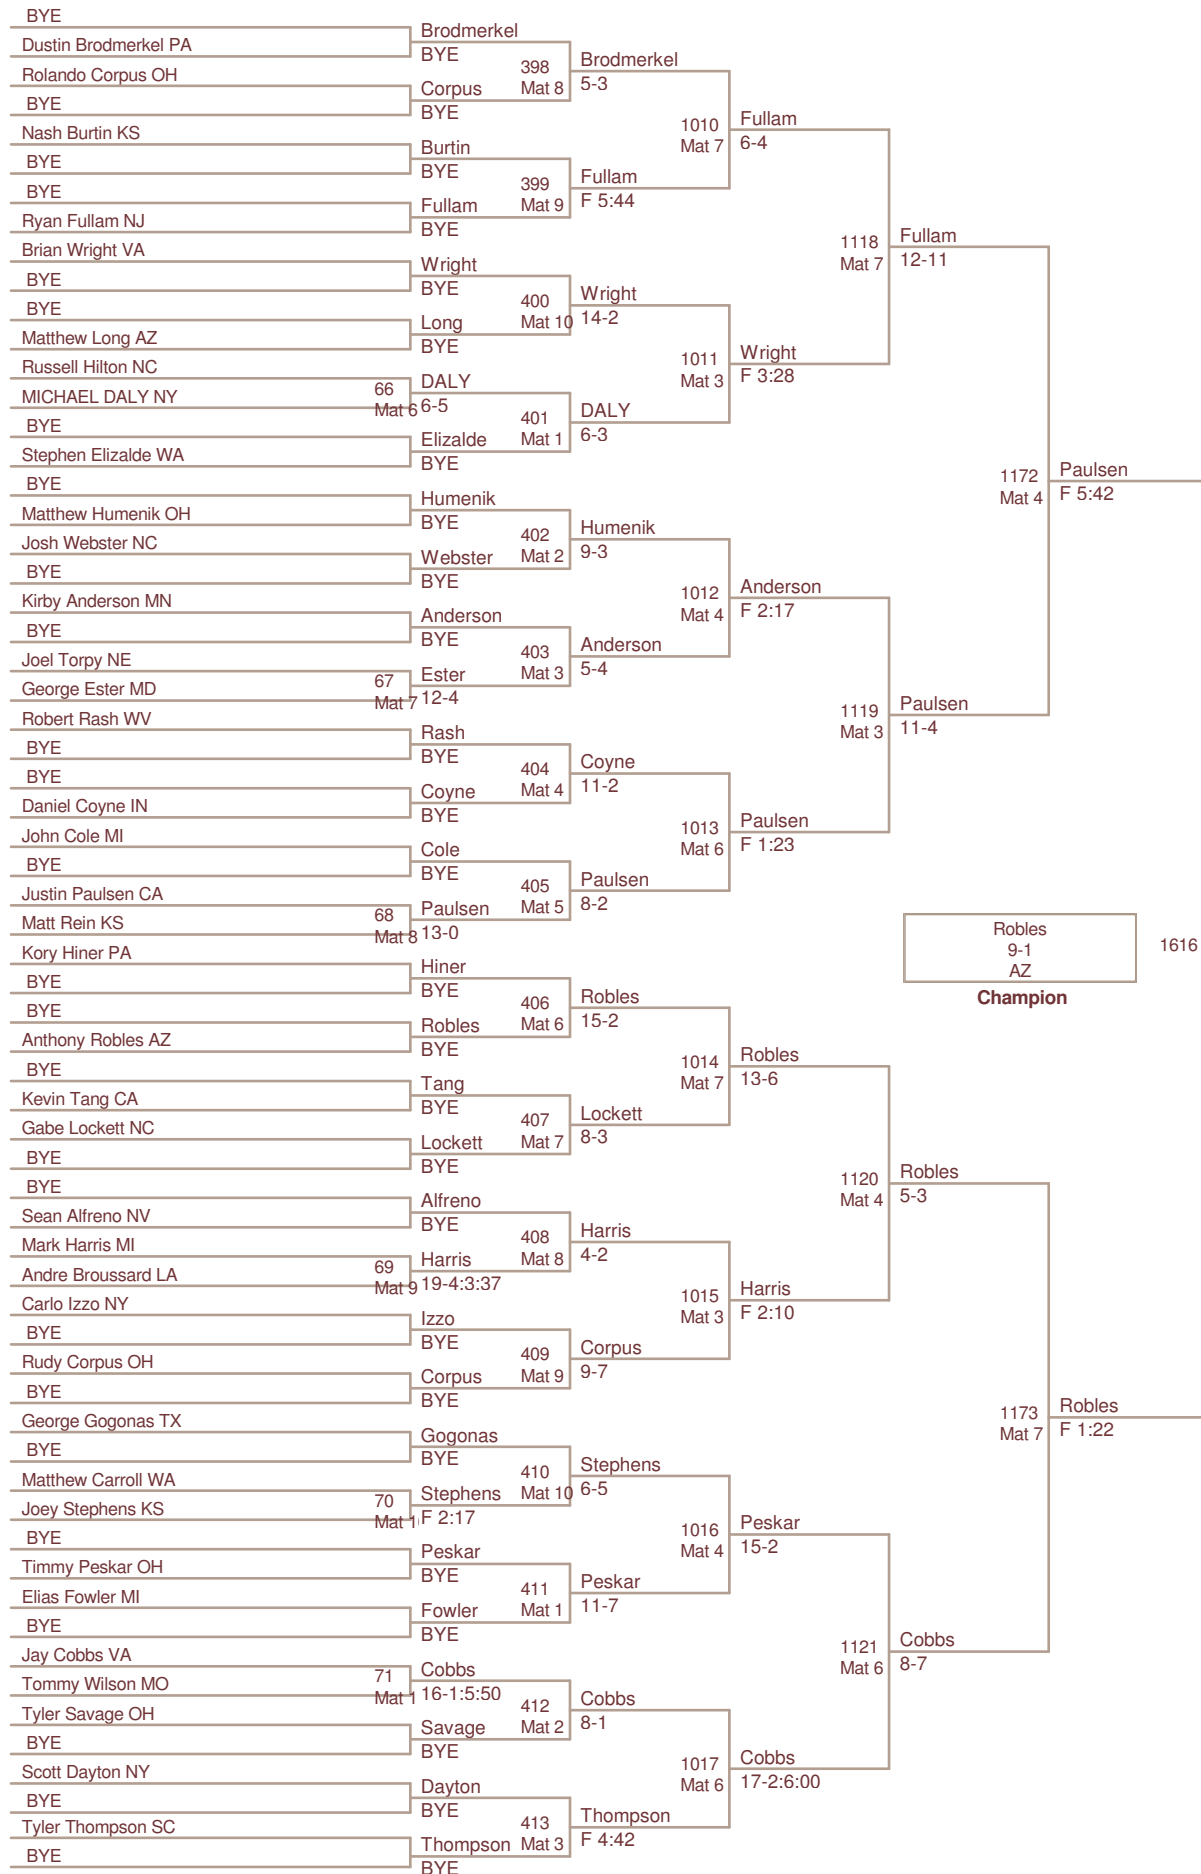 BYE
Dustin Brodmerkel PA
Rolando Corpus OH
BYE
Nash Burtin KS
BYE
BYE
Ryan Fullam NJ
Brian Wright VA
BYE
BYE
Matthew Long AZ
Russell Hilton NC
MICHAEL DALY NY
BYE
Stephen Elizalde WA
BYE
Matthew Humenik OH
Josh Webster NC
BYE
Kirby Anderson MN
BYE
Joel Torpy NE
George Ester MD
Robert Rash WV
BYE
BYE
Daniel Coyne IN
John Cole MI
BYE
Justin Paulsen CA
Matt Rein KS
Kory Hiner PA
BYE
BYE
Anthony Robles AZ
BYE
Kevin Tang CA
Gabe Lockett NC
BYE
BYE
Sean Alfreno NV
Mark Harris MI
Andre Broussard LA
Carlo Izzo NY
BYE
Rudy Corpus OH
BYE
George Gogonas TX
BYE
Matthew Carroll WA
Joey Stephens KS
BYE
Timmy Peskar OH
Elias Fowler MI
BYE
Jay Cobbs VA
Tommy Wilson MO
Tyler Savage OH
BYE
Scott Dayton NY
BYE
Tyler Thompson SC
BYE
66
Mat 6
67
Mat 7
68
Mat 8
69
Mat 9
70
Mat 1
71
Mat 1
Brodmerkel
BYE
Corpus
BYE
Burtin
BYE
Fullam
BYE
Wright
BYE
Long
BYE
DALY
6-5
Elizalde
BYE
Humenik
BYE
Webster
BYE
Anderson
BYE
Ester
12-4
Rash
BYE
Coyne
BYE
Cole
BYE
Paulsen
13-0
Hiner
BYE
Robles
BYE
Tang
BYE
Lockett
BYE
Alfreno
BYE
Harris
19-4:3:37
Izzo
BYE
Corpus
BYE
Gogonas
BYE
Stephens
F 2:17
Peskar
BYE
Fowler
BYE
Cobbs
16-1:5:50
Savage
BYE
Dayton
BYE
Thompson
BYE
398
Mat 8
399
Mat 9
400
Mat 10
401
Mat 1
402
Mat 2
403
Mat 3
404
Mat 4
405
Mat 5
406
Mat 6
407
Mat 7
408
Mat 8
409
Mat 9
410
Mat 10
411
Mat 1
412
Mat 2
413
Mat 3
Brodmerkel
5-3
Fullam
F 5:44
Wright
14-2
DALY
6-3
Humenik
9-3
Anderson
5-4
Coyne
11-2
Paulsen
8-2
Robles
15-2
Lockett
8-3
Harris
4-2
Corpus
9-7
Stephens
6-5
Peskar
11-7
Cobbs
8-1
Thompson
F 4:42
1010
Mat 7
1011
Mat 3
1012
Mat 4
1013
Mat 6
1014
Mat 7
1015
Mat 3
1016
Mat 4
1017
Mat 6
Fullam
6-4
Wright
F 3:28
Anderson
F 2:17
Paulsen
F 1:23
Robles
13-6
Harris
F 2:10
Peskar
15-2
Cobbs
17-2:6:00
1118
Mat 7
1119
Mat 3
1120
Mat 4
1121
Mat 6
Fullam
12-11
Paulsen
11-4
Robles
5-3
Cobbs
8-7
1172
Mat 4
1173
Mat 7
Paulsen
F 5:42
Robles
F 1:22
Robles
9-1
AZ
Champion
1616